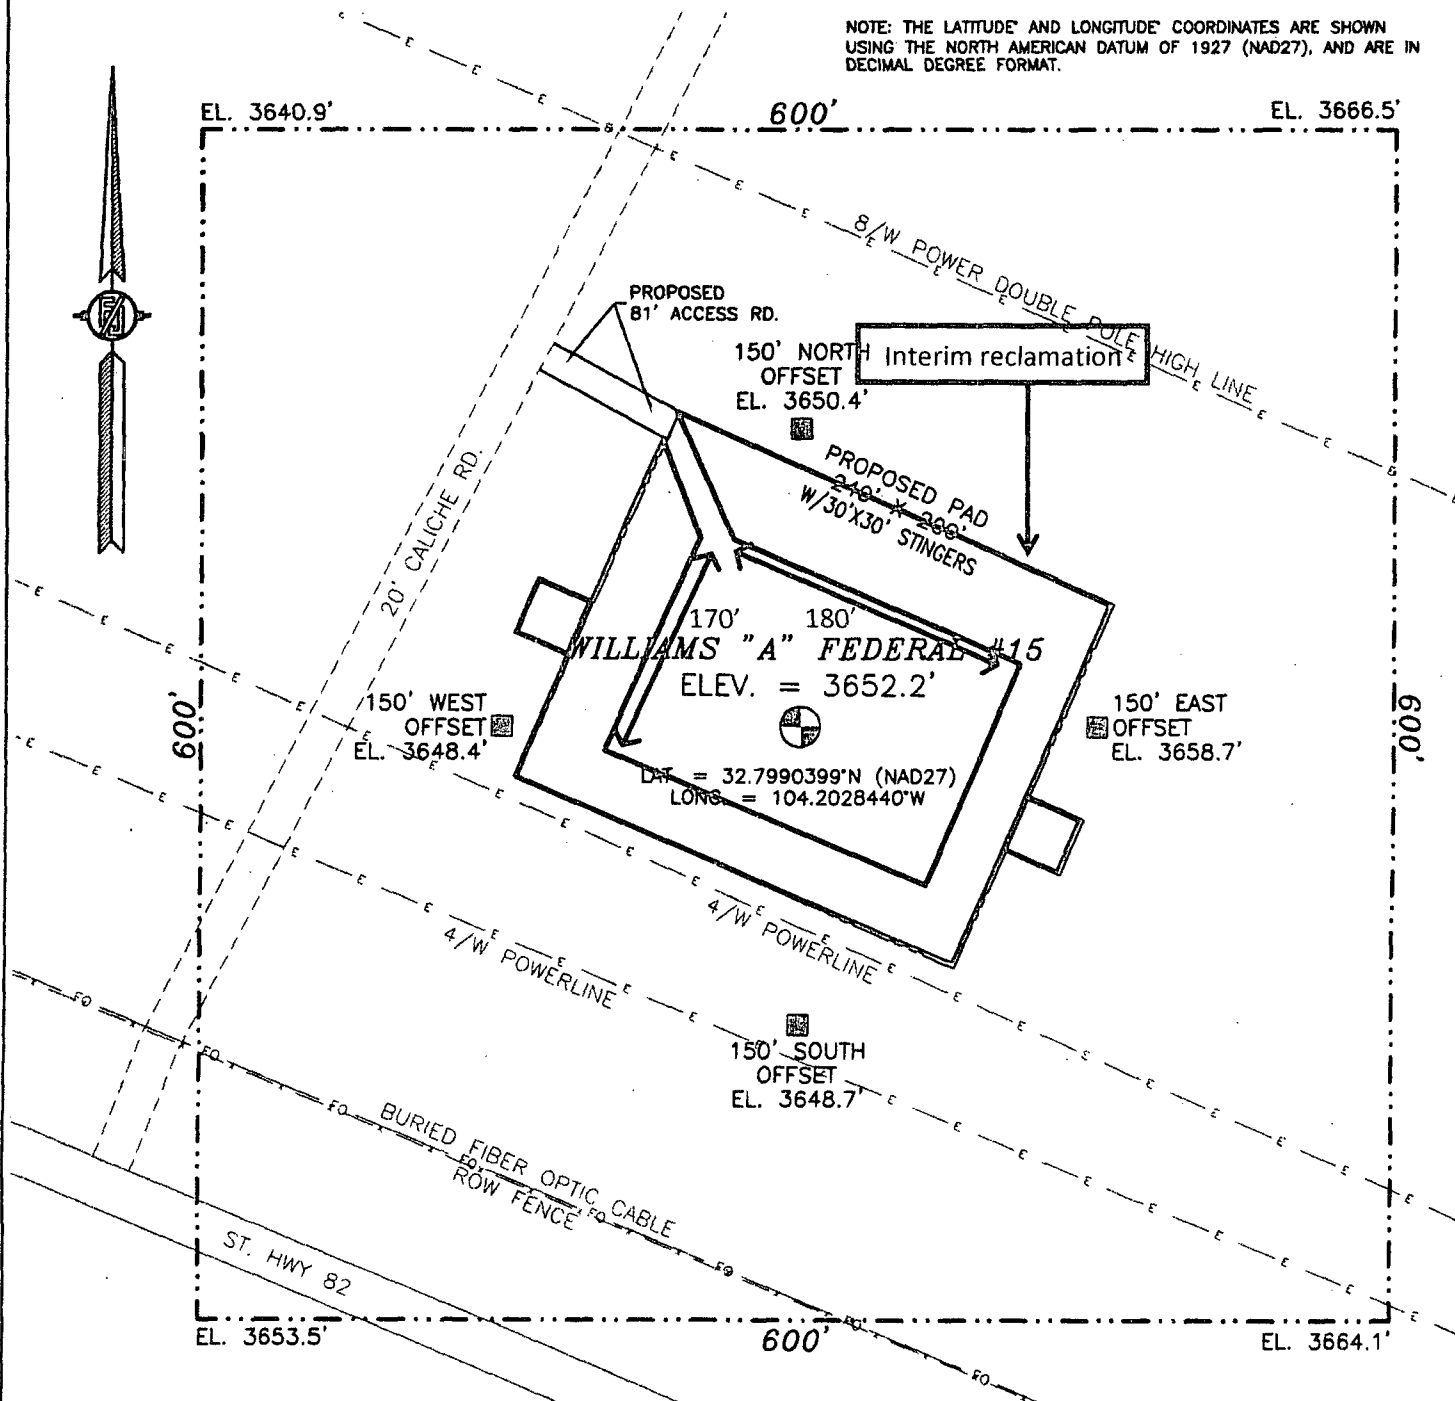 NOTE: THE LATITUDE AND LONGITUDE COORDINATES ARE SHOWN
USING THE NORTH AMERICAN DATUM OF 1927 (NAD27), AND ARE IN
DECIMAL DEGREE FORMAT.
EL. 3640.9'
600'
EL. 3666.5'
8/W POWER DOUBLE POLE HIGH LINE
PROPOSED
81' ACCESS RD.
150' NORTH
OFFSET
EL. 3650.4'
Interim reclamation
PROPOSED PAD
W/30'X30' STINGERS
20' CALICHE RD.
170'
180'
WILLIAMS "A" FEDERAL #15
ELEV. = 3652.2'
600'
150' WEST
OFFSET
EL. 3648.4'
150' EAST
OFFSET
EL. 3658.7'
600'
LAT = 32.7990399°N (NAD27)
LONG. = 104.2028440°W
4/W POWERLINE
4/W POWERLINE
150' SOUTH
OFFSET
EL. 3648.7'
BURIED FIBER OPTIC CABLE
ROW FENCE
ST. HWY 82
EL. 3653.5'
600'
EL. 3664.1'